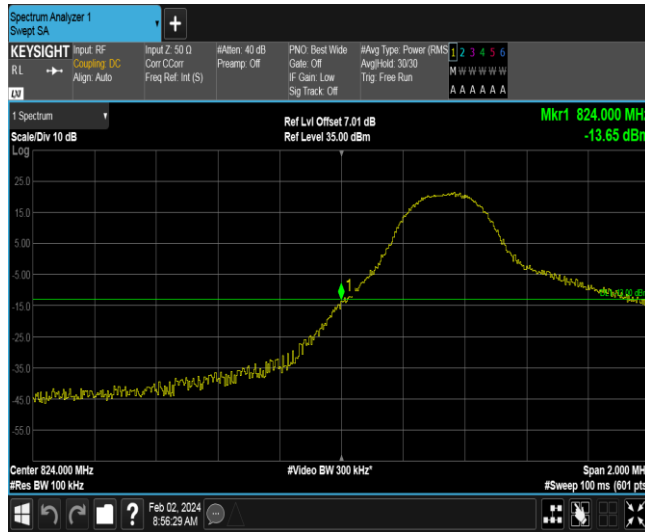 Spectrum Analyzer 1
Swept SA
+
KEYSIGHT
RL
LXI
Input: RF
Coupling: DC
Align: Auto
Input Z: 50 Ω
Corr CCorr
Freq Ref: Int (S)
#Atten: 40 dB
Preamp: Off
PNO: Best Wide
Gate: Off
IF Gain: Low
Sig Track: Off
#Avg Type: Power (RMS
Avg|Hold: 30/30
Trig: Free Run
1 2 3 4 5 6
M W W W W W
A A A A A A
1 Spectrum
Scale/Div 10 dB
Log
Ref Lvl Offset 7.01 dB
Ref Level 35.00 dBm
Mkr1 824.000 MHz
-13.65 dBm
25.0
15.0
5.00
-5.00
-15.0
-25.0
-35.0
-45.0
-55.0
1
Center 824.000 MHz
#Res BW 100 kHz
#Video BW 300 kHz*
Span 2.000 MH
#Sweep 100 ms (601 pts
?
Feb 02, 2024
8:56:29 AM